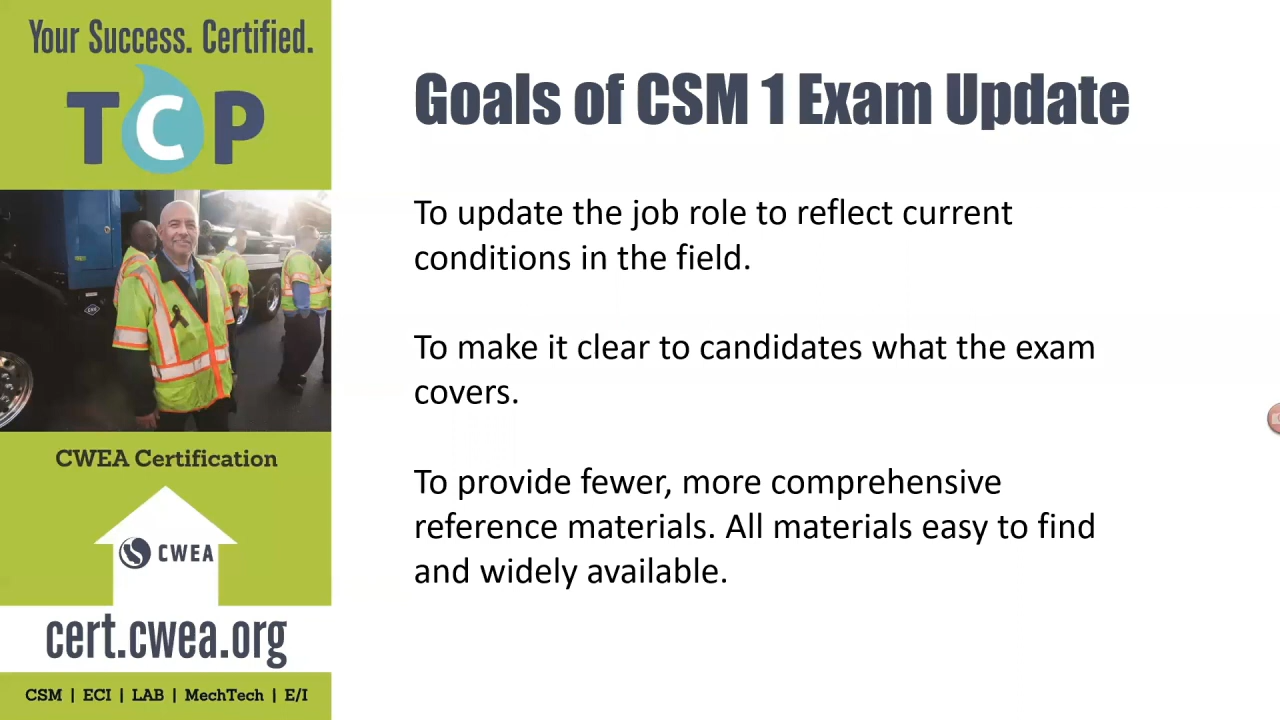 Your Success. Certified.
TCP
CWEA Certification
CWEA
cert.cwea.org
CSM | ECI | LAB | MechTech | E/I
Goals of CSM 1 Exam Update
To update the job role to reflect current
conditions in the field.
To make it clear to candidates what the exam
covers.
To provide fewer, more comprehensive
reference materials. All materials easy to find
and widely available.